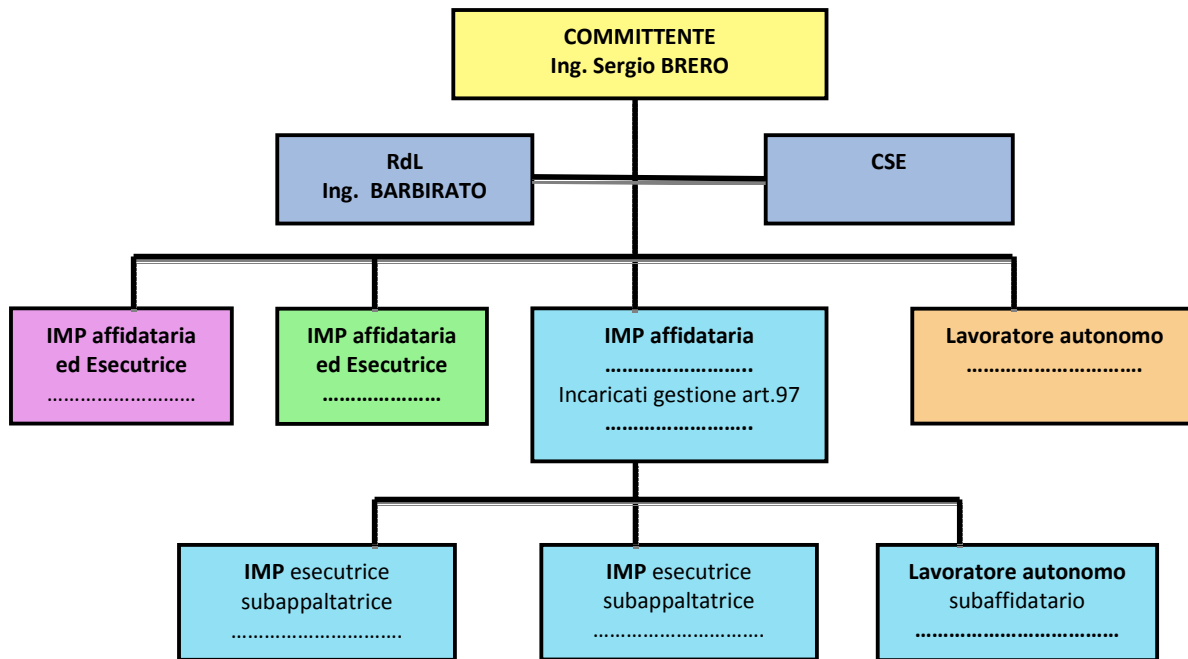 COMMITTENTE
Ing. Sergio BRERO
RdL
Ing. BARBIRATO
CSE
IMP affidataria
ed Esecutrice
……………………….
IMP affidataria
ed Esecutrice
…………………
IMP affidataria
……………………..
Incaricati gestione art.97
……………………..
Lavoratore autonomo
………………………….
IMP esecutrice
subappaltatrice
………………………….
IMP esecutrice
subappaltatrice
………………………….
Lavoratore autonomo
subaffidatario
………………………………